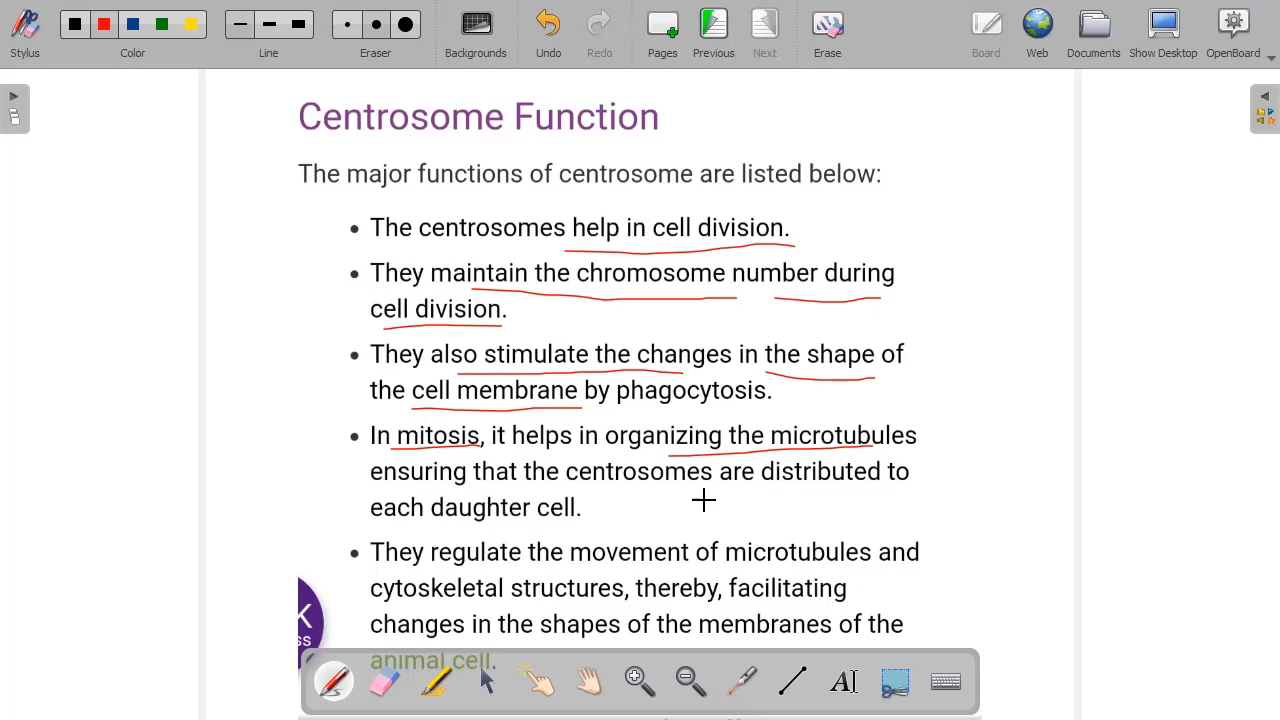 Stylus Color Line Eraser Backgrounds Undo Redo Pages Previous Next Erase Board Web Documents Show Desktop OpenBoard
Centrosome Function
The major functions of centrosome are listed below:
• The centrosomes help in cell division.
• They maintain the chromosome number during
cell division.
• They also stimulate the changes in the shape of
the cell membrane by phagocytosis.
• In mitosis, it helps in organizing the microtubules
ensuring that the centrosomes are distributed to
each daughter cell.
• They regulate the movement of microtubules and
cytoskeletal structures, thereby, facilitating
K
changes in the shapes of the membranes of the
ss
animal cell.
AI